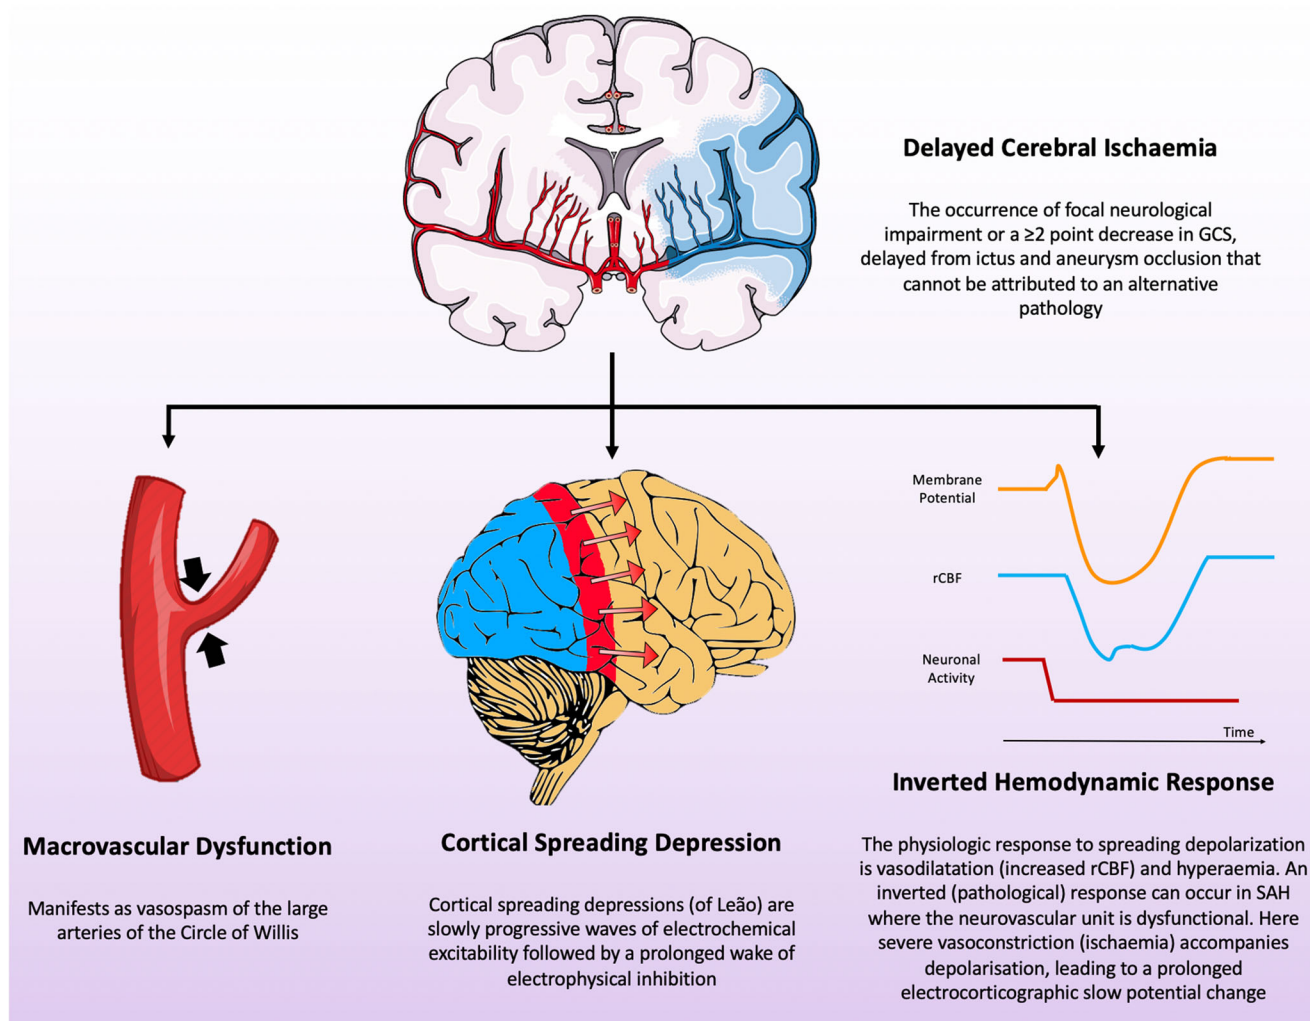 Delayed Cerebral Ischaemia
The occurrence of focal neurological
impairment or a ≥2 point decrease in GCS,
delayed from ictus and aneurysm occlusion that
cannot be attributed to an alternative
pathology
Membrane
Potential
rCBF
Neuronal
Activity
Time
Macrovascular Dysfunction
Manifests as vasospasm of the large
arteries of the Circle of Willis
Cortical Spreading Depression
Cortical spreading depressions (of Leão) are
slowly progressive waves of electrochemical
excitability followed by a prolonged wake of
electrophysical inhibition
Inverted Hemodynamic Response
The physiologic response to spreading depolarization
is vasodilatation (increased rCBF) and hyperaemia. An
inverted (pathological) response can occur in SAH
where the neurovascular unit is dysfunctional. Here
severe vasoconstriction (ischaemia) accompanies
depolarisation, leading to a prolonged
electrocorticographic slow potential change